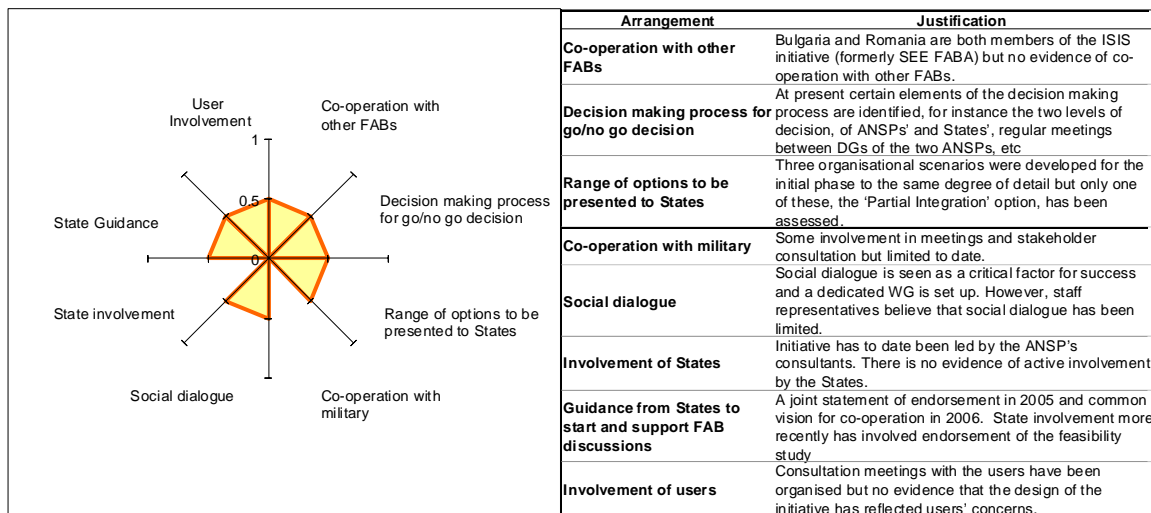 User
Involvement
Co-operation with
other FABs
1
0.5
0
Decision making process
for go/no go decision
State Guidance
State involvement
Range of options to be
presented to States
Social dialogue
Co-operation with
military
Arrangement Justification
Co-operation with other
FABs
Bulgaria and Romania are both members of the ISIS
initiative (formerly SEE FABA) but no evidence of co-
operation with other FABs.
Decision making process for
go/no go decision
At present certain elements of the decision making
process are identified, for instance the two levels of
decision, of ANSPs' and States', regular meetings
between DGs of the two ANSPs, etc
Range of options to be
presented to States
Three organisational scenarios were developed for the
initial phase to the same degree of detail but only one
of these, the 'Partial Integration' option, has been
assessed.
Co-operation with military
Some involvement in meetings and stakeholder
consultation but limited to date.
Social dialogue
Social dialogue is seen as a critical factor for success
and a dedicated WG is set up. However, staff
representatives believe that social dialogue has been
limited.
Involvement of States
Initiative has to date been led by the ANSP's
consultants. There is no evidence of active involvement
by the States.
Guidance from States to
start and support FAB
discussions
A joint statement of endorsement in 2005 and common
vision for co-operation in 2006. State involvement more
recently has involved endorsement of the feasibility
study
Involvement of users
Consultation meetings with the users have been
organised but no evidence that the design of the
initiative has reflected users' concerns.